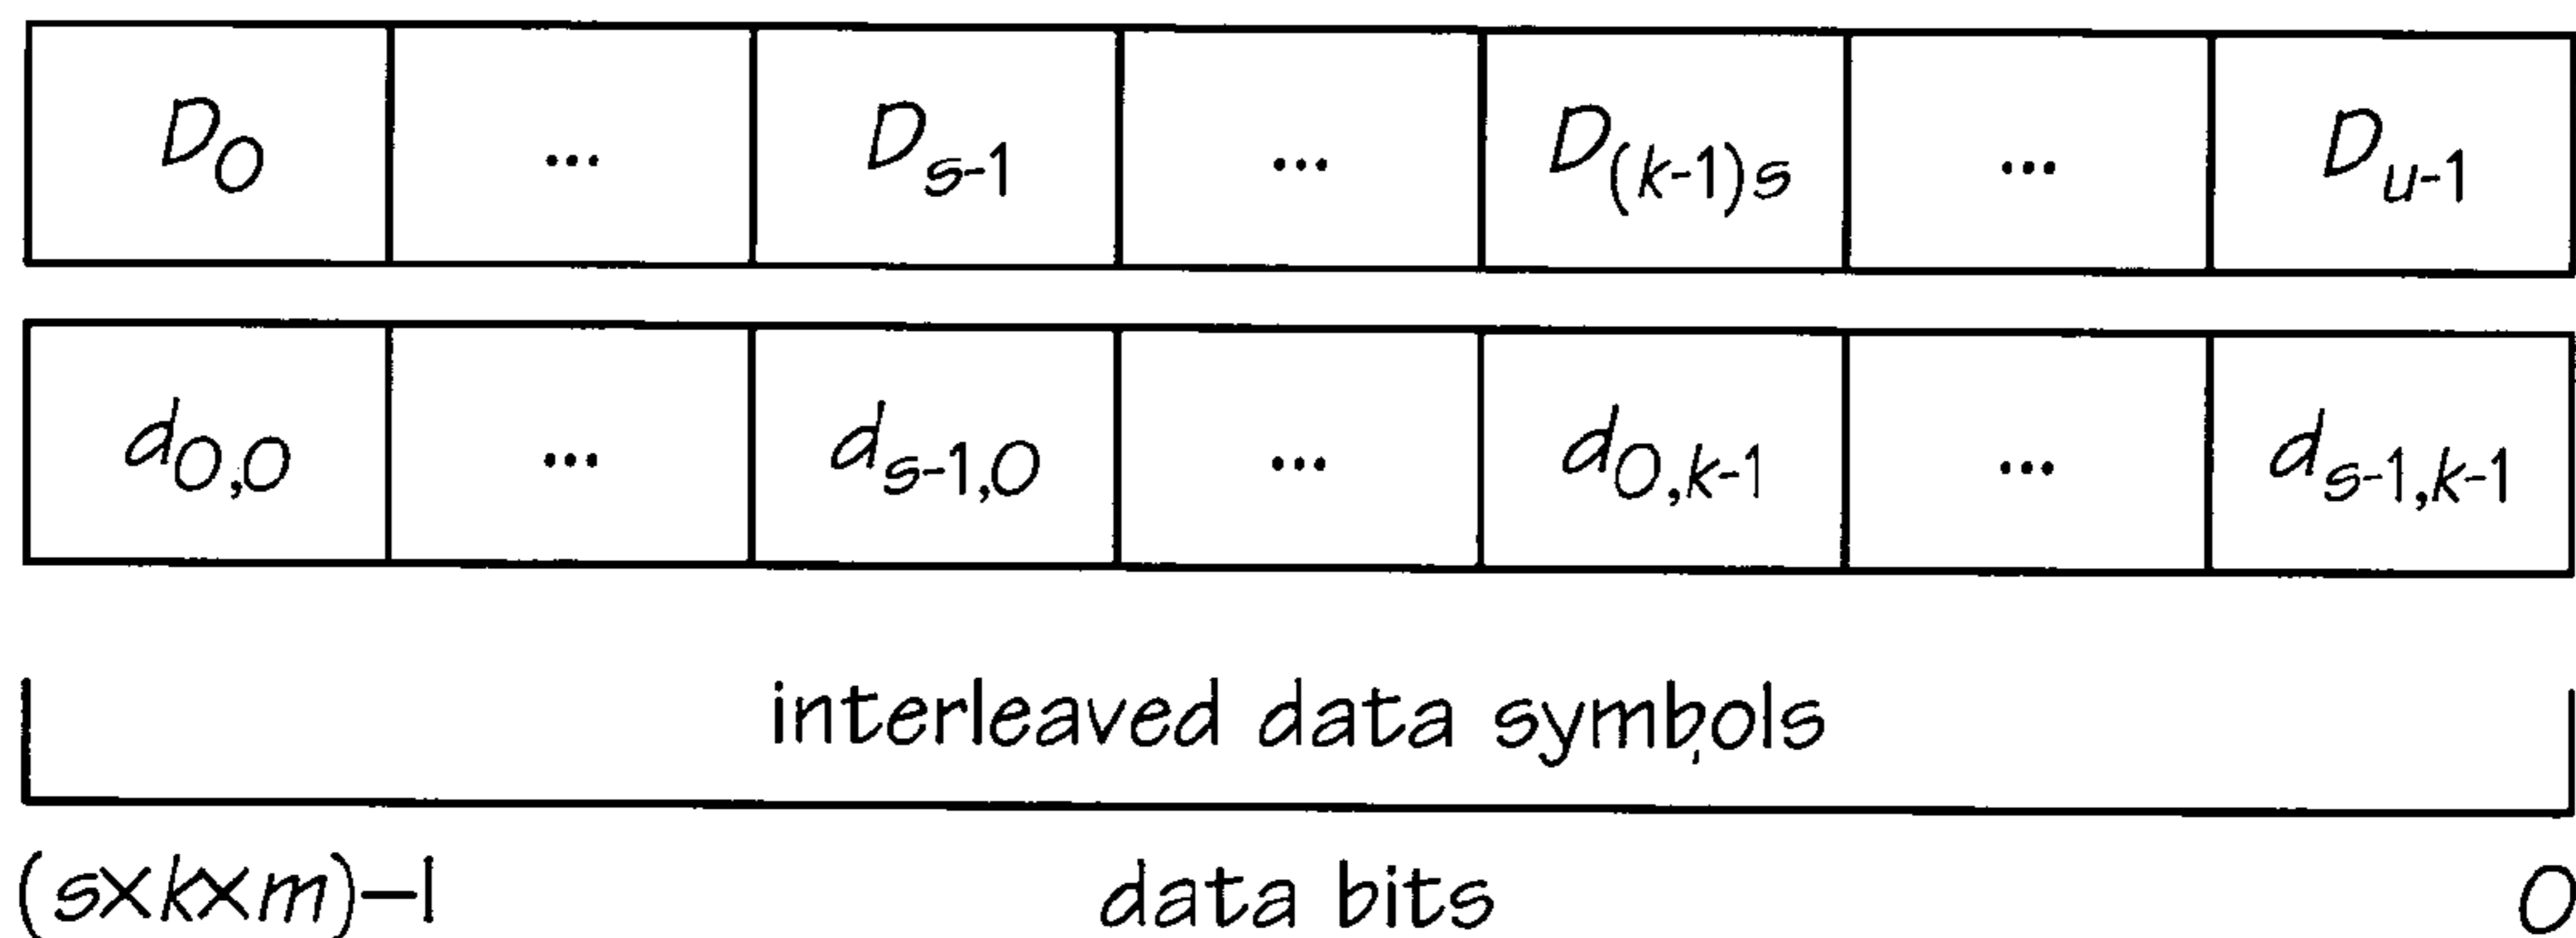 D₀ ... Dₛ₋₁ ... D₍ₖ₋₁₎ₛ ... Dᵤ₋₁
d₀,₀ ... dₛ₋₁,₀ ... d₀,ₖ₋₁ ... dₛ₋₁,ₖ₋₁
interleaved data symbols
(s×k×m)–1 data bits 0